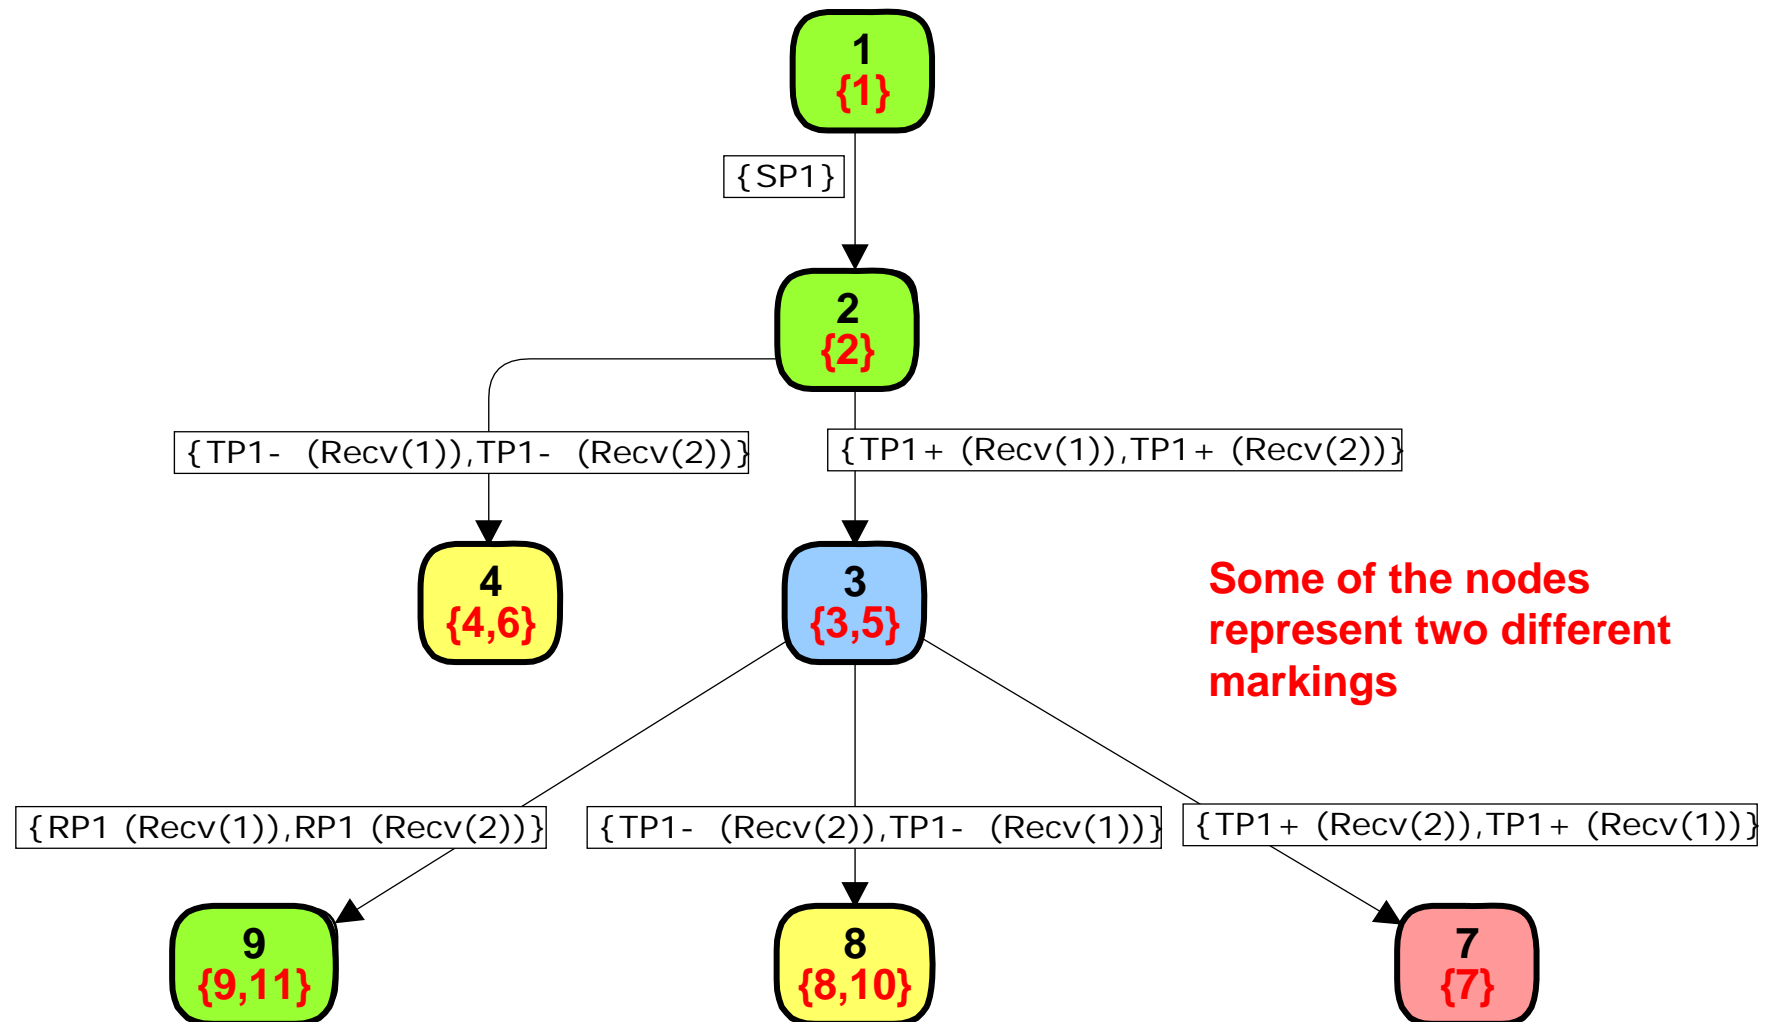 1
{1}
{SP1}
2
{2}
{TP1- (Recv(1)),TP1- (Recv(2))}
{TP1+ (Recv(1)),TP1+ (Recv(2))}
4
{4,6}
3
{3,5}
Some of the nodes
represent two different
markings
{RP1 (Recv(1)),RP1 (Recv(2))}
{TP1- (Recv(2)),TP1- (Recv(1))}
{TP1+ (Recv(2)),TP1+ (Recv(1))}
9
{9,11}
8
{8,10}
7
{7}